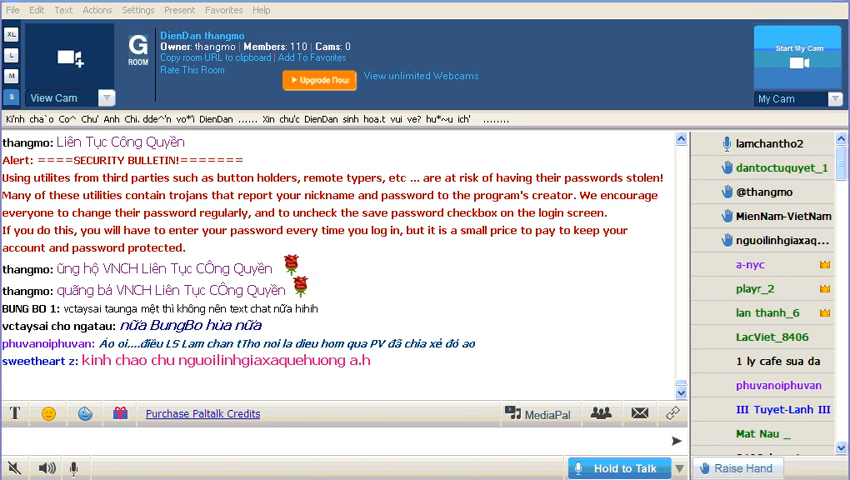 File Edit Text Actions Settings Present Favorites Help
XL
L
M
S
View Cam
G
ROOM
DienDan thangmo
Owner: thangmo | Members: 110 | Cams: 0
Copy room URL to clipboard | Add To Favorites
Rate This Room
Upgrade Now
View unlimited Webcams
Start My Cam
My Cam
Ki'nh cha`o Co^ Chu' Anh Chi. dde^'n vo*'i DienDan ...... Xin chu'c DienDan sinh hoa.t vui ve? hu*~u ich' ........
thangmo: Liên Tục Công Quyền
Alert: ====SECURITY BULLETIN!=======
Using utilites from third parties such as button holders, remote typers, etc ... are at risk of having their passwords stolen!
Many of these utilities contain trojans that report your nickname and password to the program's creator. We encourage
everyone to change their password regularly, and to uncheck the save password checkbox on the login screen.
If you do this, you will have to enter your password every time you log in, but it is a small price to pay to keep your
account and password protected.
thangmo: ũng hộ VNCH Liên Tục CÔng Quyền
thangmo: quãng bá VNCH Liên Tục CÔng Quyền
BUNG BO 1: vctaysai taunga mệt thì không nên text chat nữa hihih
vctaysai cho ngatau: nữa BungBo hùa nữa
phuvanoiphuvan: Áo ơi....điều LS Lam chan tTho noi la dieu hom qua PV đã chia xẻ đó ao
sweetheart z: kinh chao chu nguoilinhgiaxaquehuong a.h
T
Purchase Paltalk Credits
MediaPal
Hold to Talk
lamchantho2
dantoctuquyet_1
@thangmo
MienNam-VietNam
nguoilinhgiaxaq...
a-nyc
playr_2
lan thanh_6
LacViet_8406
1 ly cafe sua da
phuvanoiphuvan
III Tuyet-Lanh III
Mat Nau _
Raise Hand